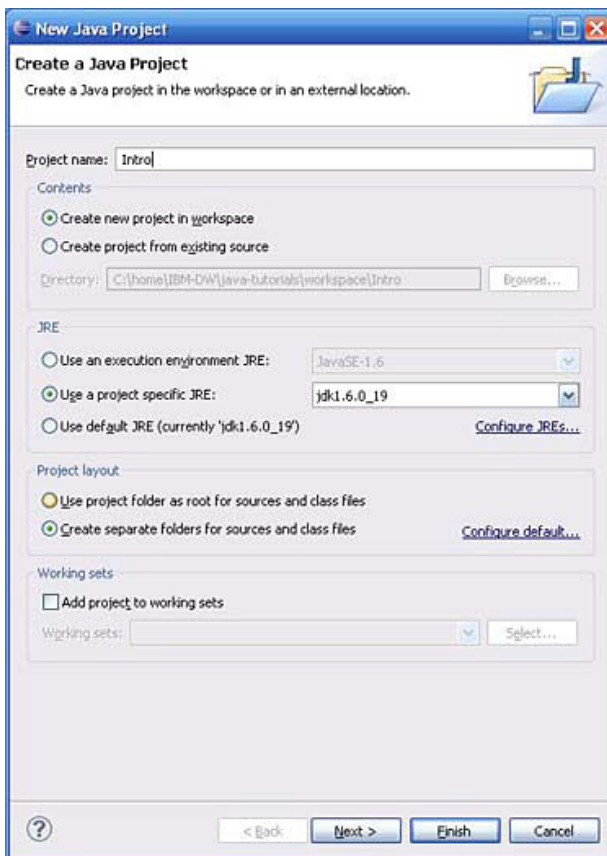 New Java Project
Create a Java Project
Create a Java project in the workspace or in an external location.
Project name: Intro
Contents
Create new project in workspace
Create project from existing source
Directory: C:\home\IBM-DW\java-tutorials\workspace\Intro Browse...
JRE
Use an execution environment JRE: JavaSE-1.6
Use a project specific JRE: jdk1.6.0_19
Use default JRE (currently 'jdk1.6.0_19') Configure JREs...
Project layout
Use project folder as root for sources and class files
Create separate folders for sources and class files Configure default...
Working sets
Add project to working sets
Working sets: Select...
? < Back Next > Finish Cancel